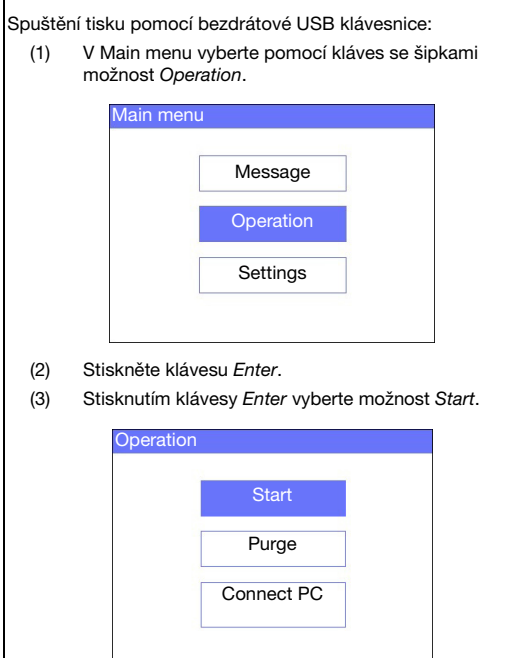 Spuštění tisku pomocí bezdrátové USB klávesnice:
(1) V Main menu vyberte pomocí kláves se šipkami
možnost Operation.
Main menu
Message
Operation
Settings
(2) Stiskněte klávesu Enter.
(3) Stisknutím klávesy Enter vyberte možnost Start.
Operation
Start
Purge
Connect PC